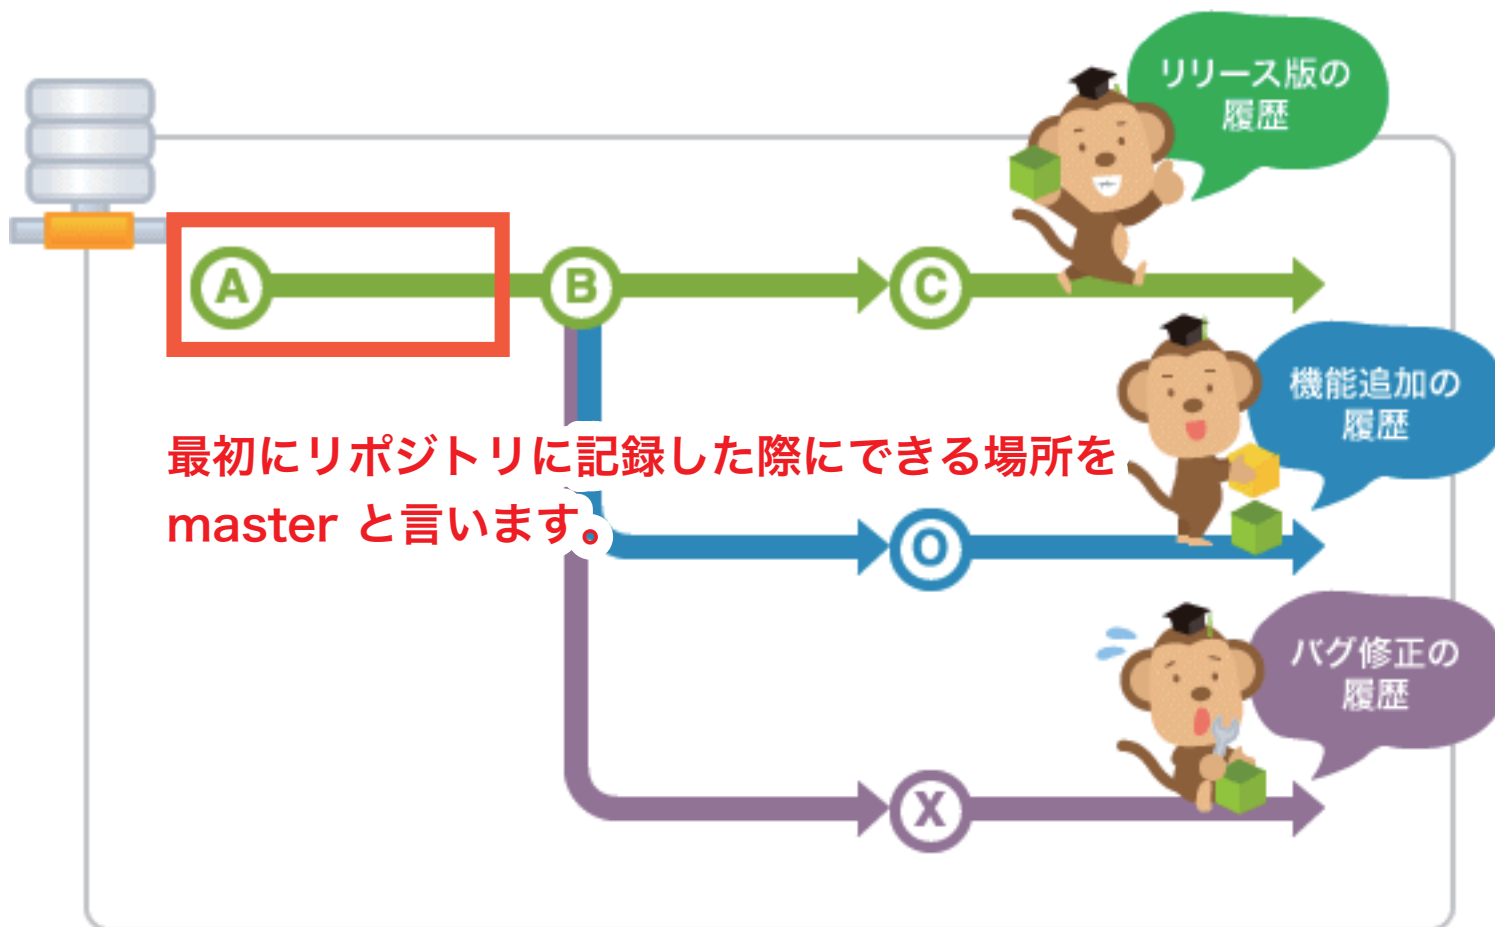 リリース版の
履歴
A
B
C
機能追加の
履歴
最初にリポジトリに記録した際にできる場所を
master と言います。
O
バグ修正の
履歴
X